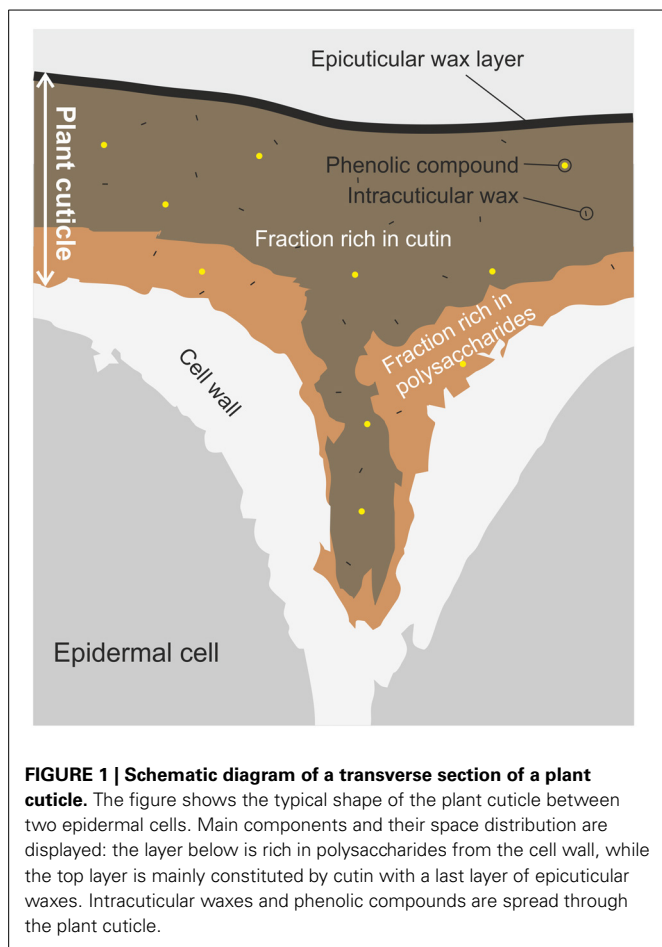 Epicuticular wax layer
Plant cuticle
Phenolic compound
Intracuticular wax
Fraction rich in cutin
Fraction rich in
polysaccharides
Cell wall
Epidermal cell
FIGURE 1 | Schematic diagram of a transverse section of a plant
cuticle. The figure shows the typical shape of the plant cuticle between
two epidermal cells. Main components and their space distribution are
displayed: the layer below is rich in polysaccharides from the cell wall, while
the top layer is mainly constituted by cutin with a last layer of epicuticular
waxes. Intracuticular waxes and phenolic compounds are spread through
the plant cuticle.